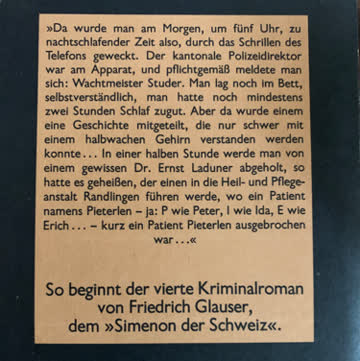 »Da wurde man am Morgen, um fünf Uhr, zu
nachtschlafender Zeit also, durch das Schrillen des
Telefons geweckt. Der kantonale Polizeidirektor
war am Apparat, und pflichtgemäß meldete man
sich: Wachtmeister Studer. Man lag noch im Bett,
selbstverständlich, man hatte noch mindestens
zwei Stunden Schlaf zugut. Aber da wurde einem
eine Geschichte mitgeteilt, die nur schwer mit
einem halbwachen Gehirn verstanden werden
konnte... In einer halben Stunde werde man von
einem gewissen Dr. Ernst Laduner abgeholt, so
hatte es geheißen, der einen in die Heil- und Pflege-
anstalt Randlingen führen werde, wo ein Patient
namens Pieterlen – ja: P wie Peter, I wie Ida, E wie
Erich... – kurz ein Patient Pieterlen ausgebrochen
war...«
So beginnt der vierte Kriminalroman
von Friedrich Glauser,
dem »Simenon der Schweiz«.